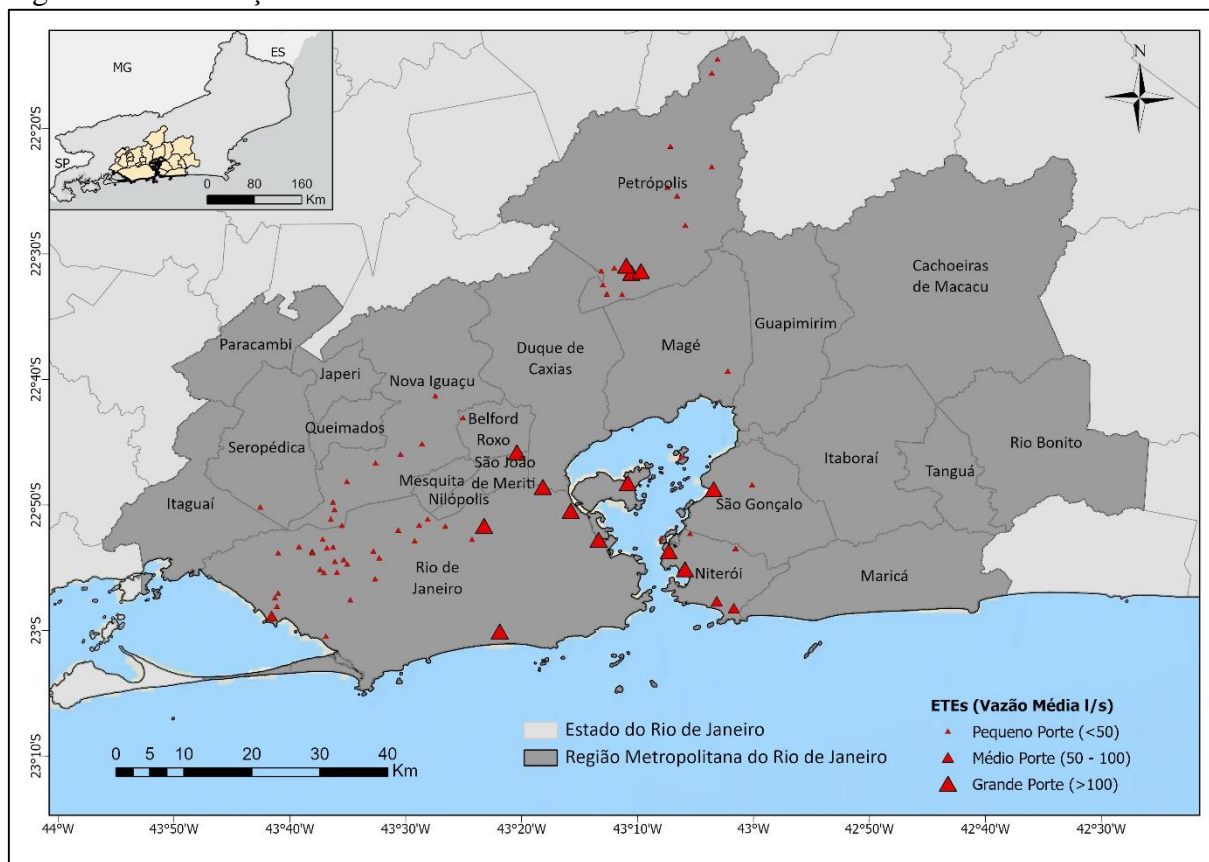 MG
ES
SP
0 80 160
Km
N
22°20'S
22°30'S
22°40'S
22°50'S
23°S
23°10'S
Petrópolis
Cachoeiras
de Macacu
Guapimirim
Magé
Duque de
Caxias
Paracambi
Japeri
Nova Iguaçu
Queimados
Belford
Roxo
Seropédica
São João
de Meriti
Mesquita
Nilópolis
Itaguaí
Rio de
Janeiro
São Gonçalo
Itaboraí
Tanguá
Rio Bonito
Niterói
Maricá
ETEs (Vazão Média l/s)
Pequeno Porte (<50)
Médio Porte (50 - 100)
Grande Porte (>100)
Estado do Rio de Janeiro
Região Metropolitana do Rio de Janeiro
0 5 10 20 30 40
Km
44°W 43°50'W 43°40'W 43°30'W 43°20'W 43°10'W 43°W 42°50'W 42°40'W 42°30'W